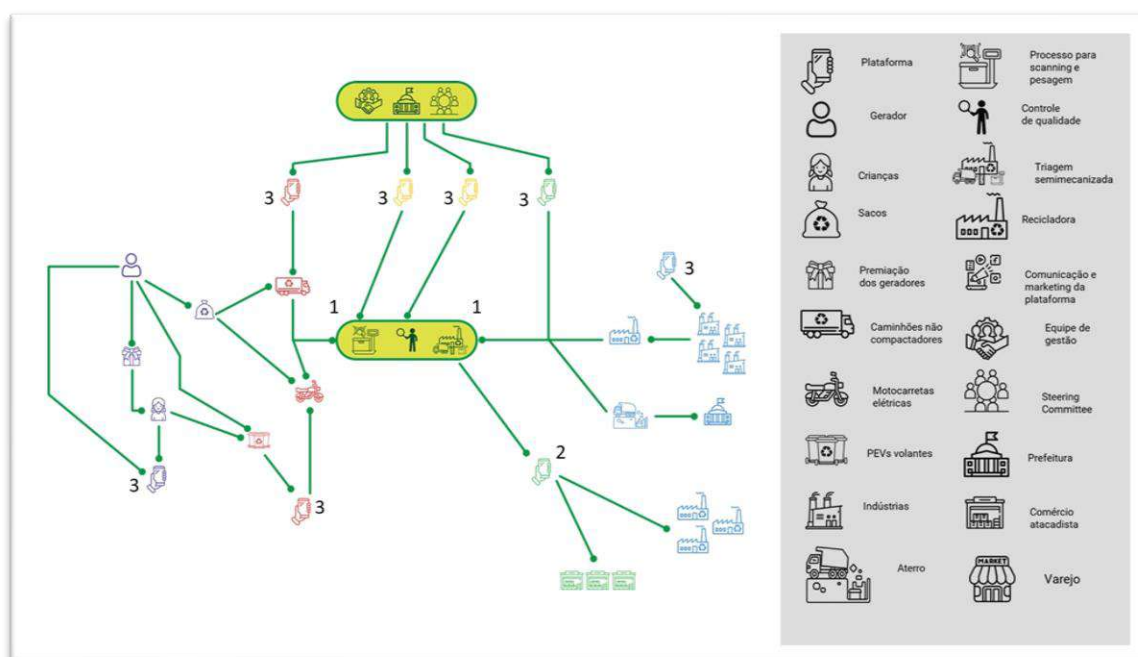 3
3
3
3
3
1
1
3
3
2
Plataforma
Processo para
scanning e
pesagem
Gerador
Controle
de qualidade
Crianças
Triagem
semimecanizada
Sacos
Recicladora
Premiação
dos geradores
Comunicação e
marketing da
plataforma
Caminhões não
compactadores
Equipe de
gestão
Motocarretas
elétricas
Steering
Committee
PEVs volantes
Prefeitura
Indústrias
Comércio
atacadista
Aterro
MARKET
Varejo